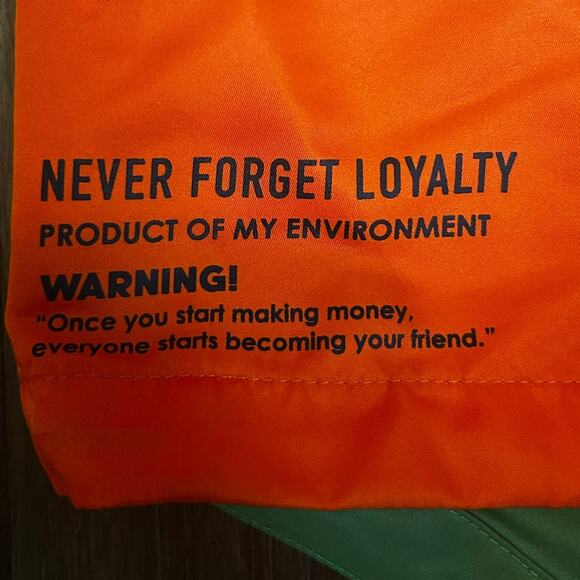 NEVER FORGET LOYALTY
PRODUCT OF MY ENVIRONMENT
WARNING!
“Once you start making money,
everyone starts becoming your friend.”